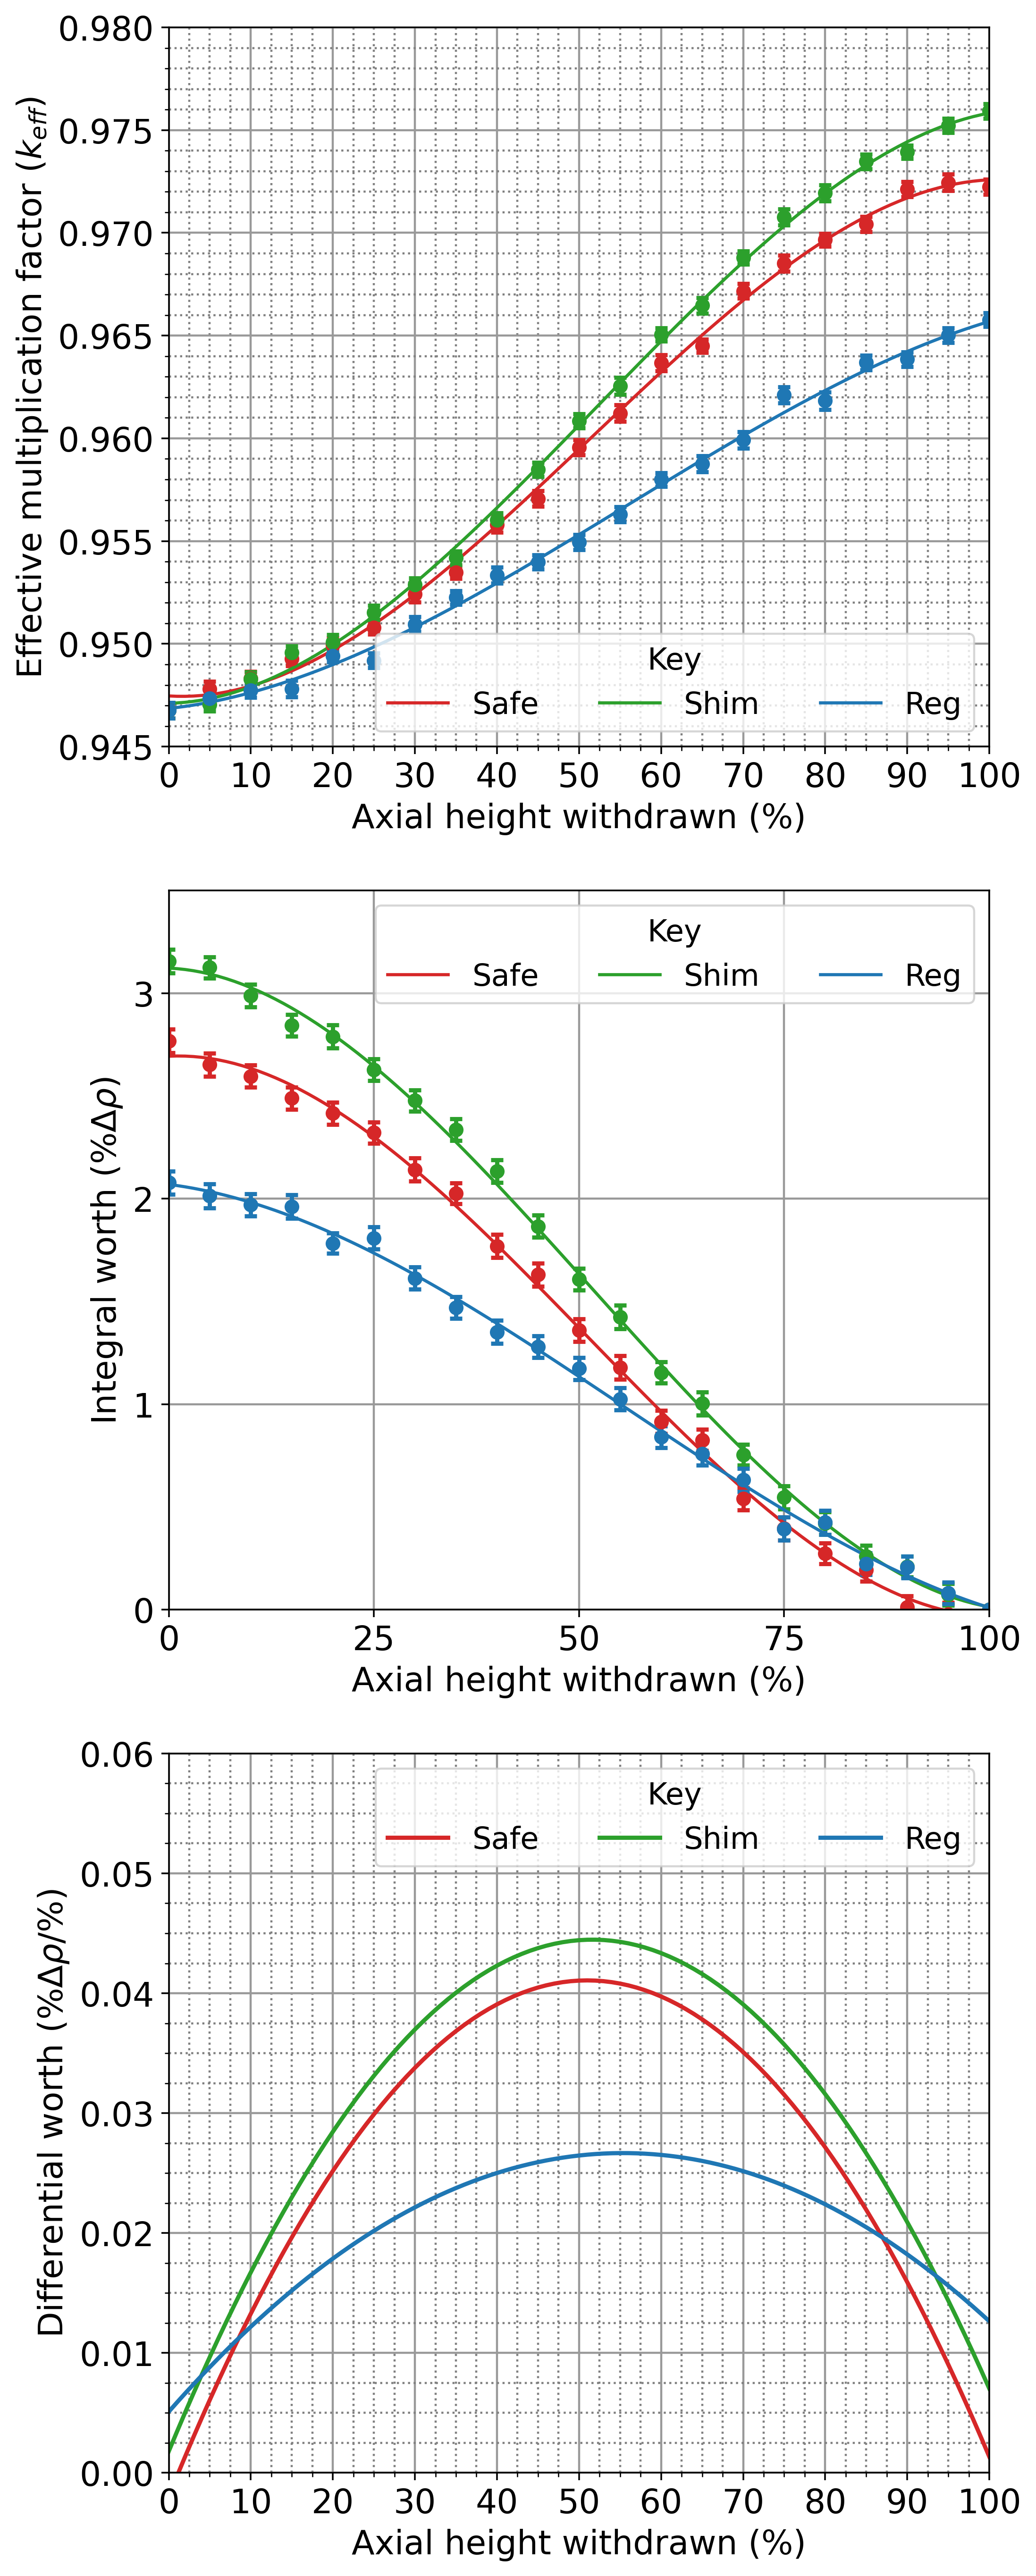 0.980
0.975
0.970
0.965
0.960
0.955
0.950
0.945
Effective multiplication factor (k_eff)
Key
Safe Shim Reg
0 10 20 30 40 50 60 70 80 90 100
Axial height withdrawn (%)
3
2
1
0
Integral worth (%Δρ)
Key
Safe Shim Reg
0 25 50 75 100
Axial height withdrawn (%)
0.06
0.05
0.04
0.03
0.02
0.01
0.00
Differential worth (%Δρ/%)
Key
Safe Shim Reg
0 10 20 30 40 50 60 70 80 90 100
Axial height withdrawn (%)